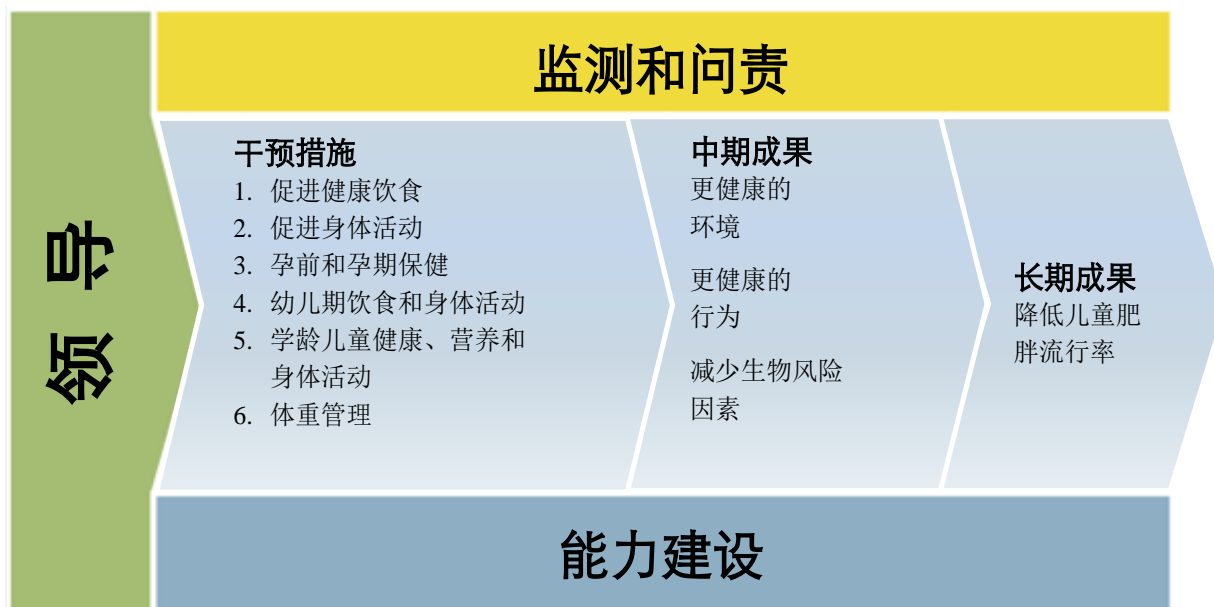 领导
监测和问责
干预措施
1. 促进健康饮食
2. 促进身体活动
3. 孕前和孕期保健
4. 幼儿期饮食和身体活动
5. 学龄儿童健康、营养和
身体活动
6. 体重管理
中期成果
更健康的
环境
更健康的
行为
减少生物风险
因素
长期成果
降低儿童肥
胖流行率
能力建设